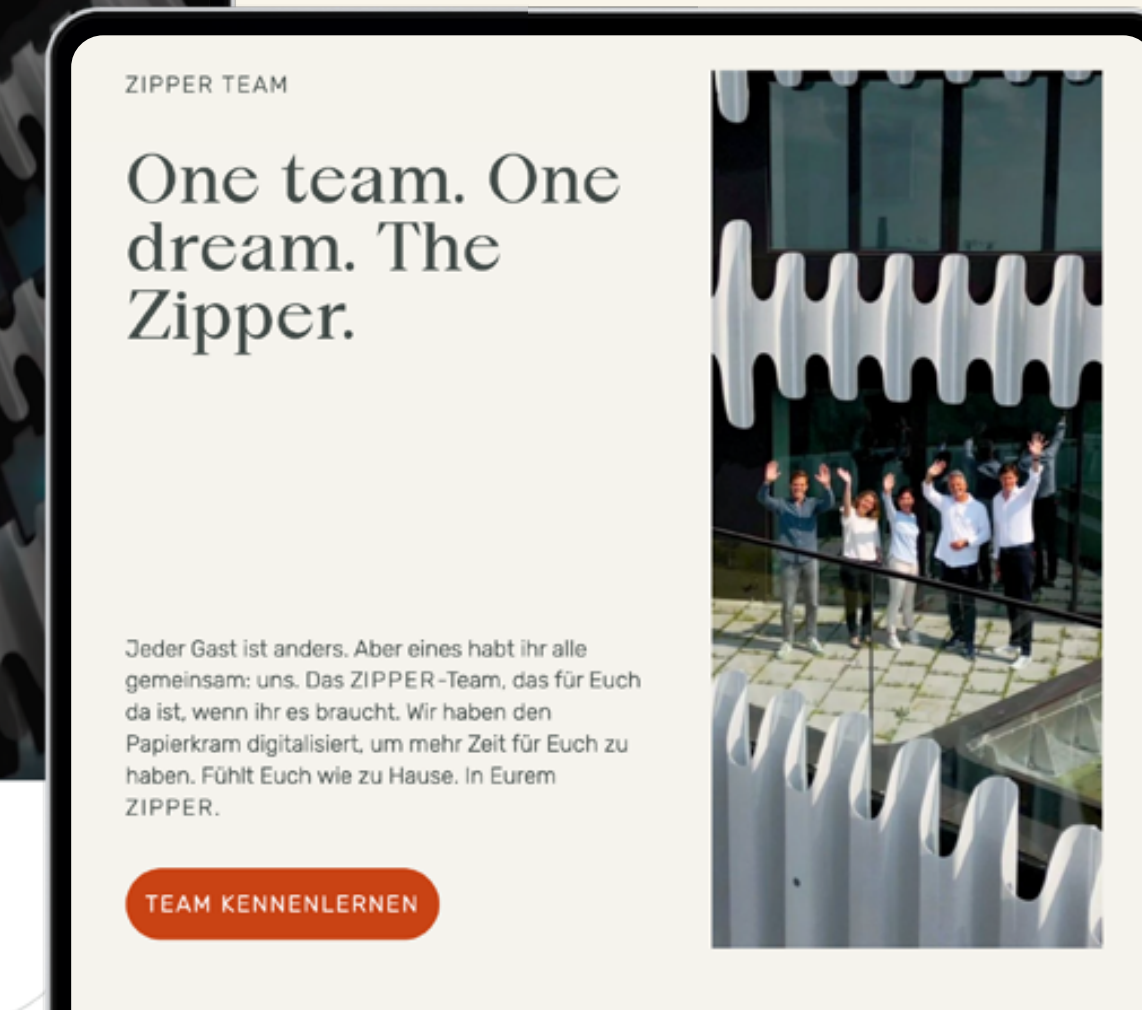 ZIPPER TEAM
One team. One
dream. The
Zipper.
Jeder Gast ist anders. Aber eines habt ihr alle
gemeinsam: uns. Das ZIPPER-Team, das für Euch
da ist, wenn ihr es braucht. Wir haben den
Papierkram digitalisiert, um mehr Zeit für Euch zu
haben. Fühlt Euch wie zu Hause. In Eurem
ZIPPER.
TEAM KENNENLERNEN